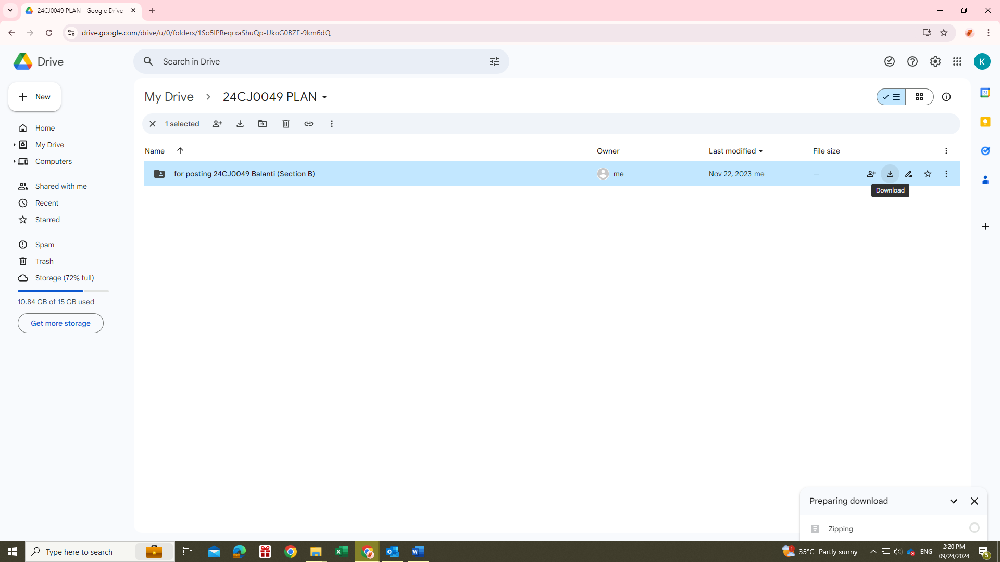 24CJ0049 PLAN - Google Drive
drive.google.com/drive/u/0/folders/1So5IPReqrxaShuQp-UkoG0BZF-9km6dQ
Drive
Search in Drive
K
New
My Drive
24CJ0049 PLAN
31
1 selected
Home
My Drive
Computers
Name
Owner
Last modified
File size
for posting 24CJ0049 Balanti (Section B)
me
Nov 22, 2023 me
—
Download
Shared with me
Recent
Starred
Spam
Trash
Storage (72% full)
10.84 GB of 15 GB used
Get more storage
Preparing download
Zipping
Type here to search
1
35°C Partly sunny
ENG
2:20 PM
09/24/2024
5